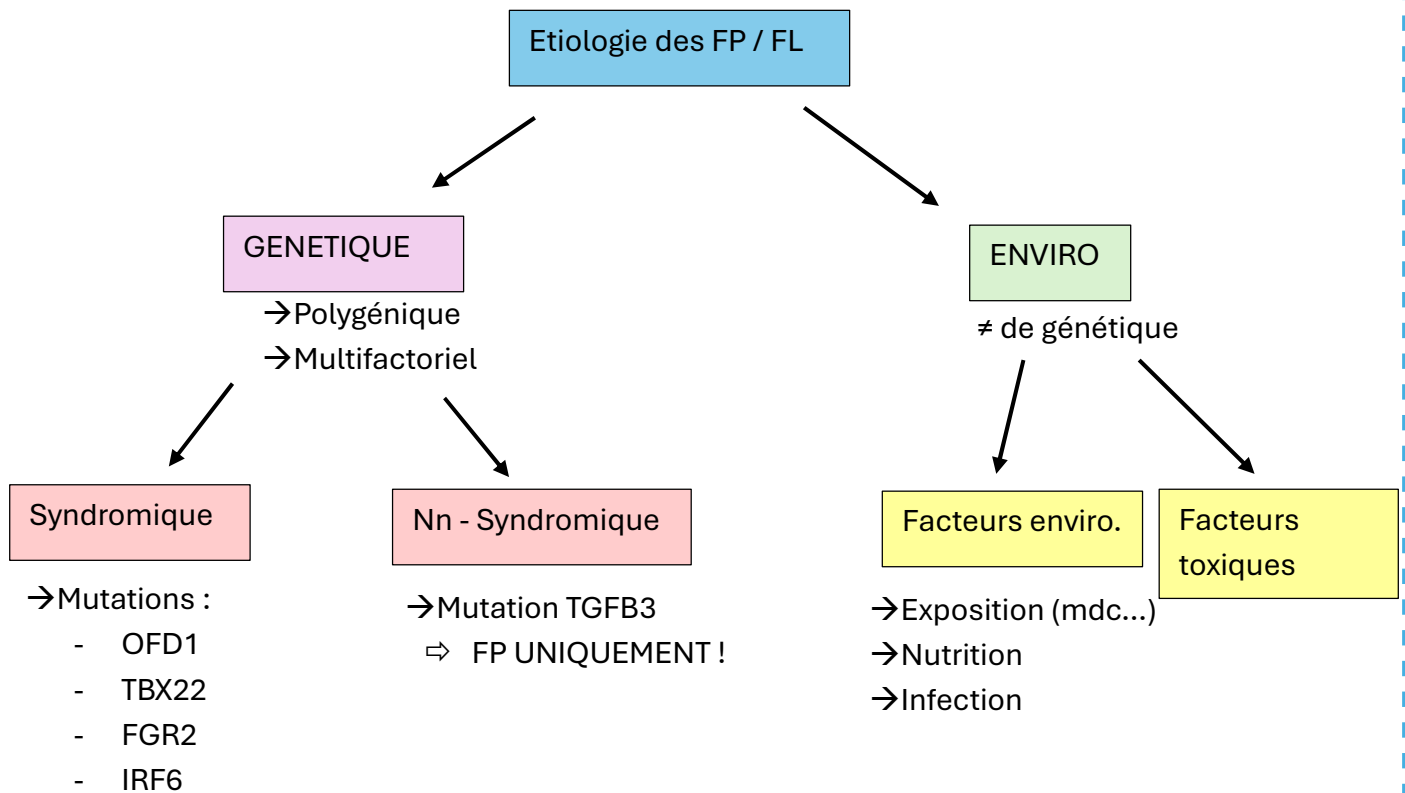 Etiologie des FP / FL
GENETIQUE
→Polygénique
→Multifactoriel
ENVIRO
≠ de génétique
Syndromique
→Mutations :
- OFD1
- TBX22
- FGR2
- IRF6
Nn - Syndromique
→Mutation TGFB3
⇨ FP UNIQUEMENT !
Facteurs enviro.
→Exposition (mdc...)
→Nutrition
→Infection
Facteurs
toxiques